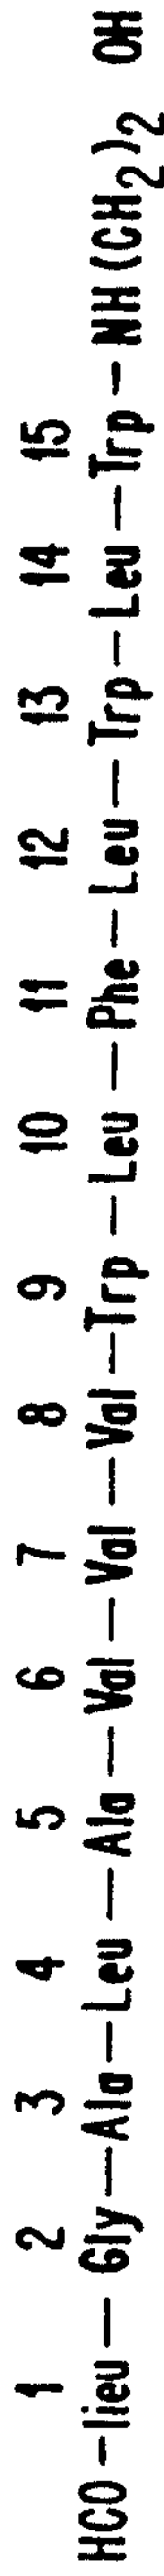 1 2 3 4 5 6 7 8 9 10 11 12 13 14 15
HCO – lieu — Gly — Ala — Leu — Ala — Val — Val — Val — Trp — Leu — Phe — Leu — Trp — Leu — Trp – NH (CH2)2 OH